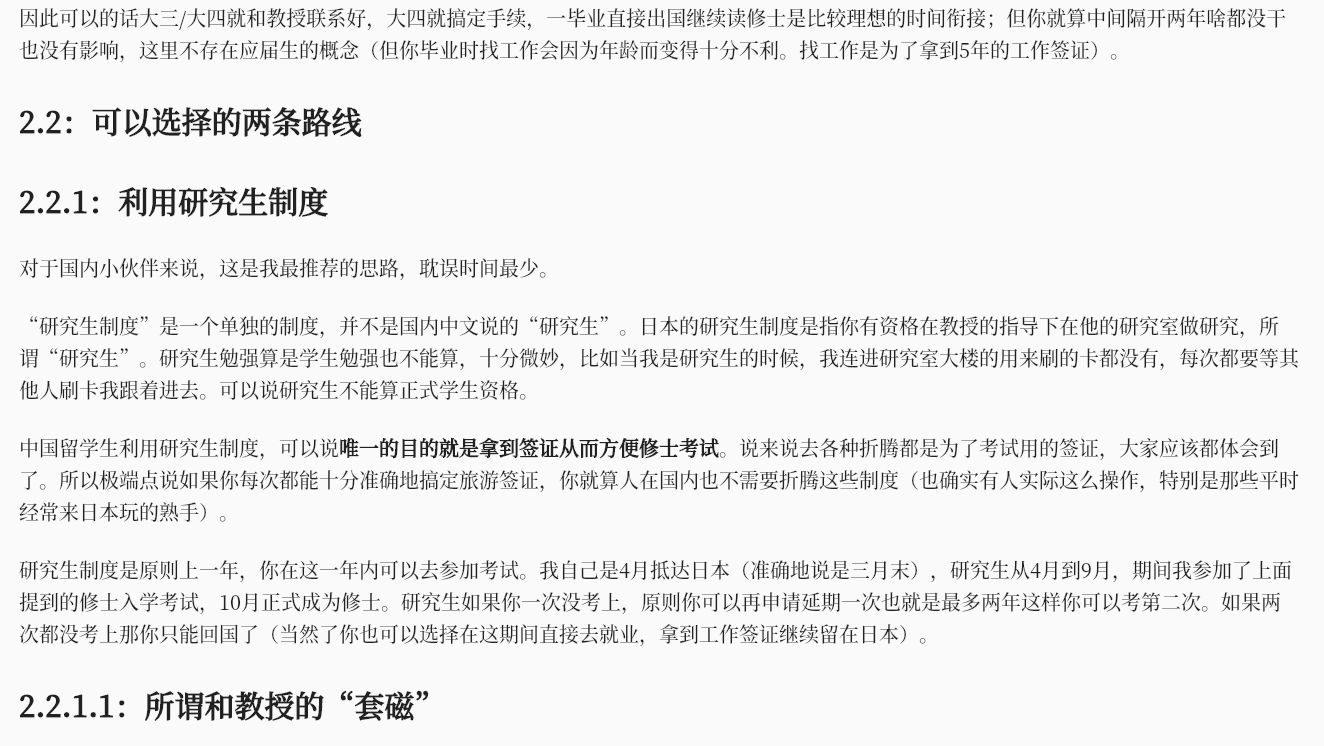 因此可以的话大三/大四就和教授联系好，大四就搞定手续，一毕业直接出国继续读修士是比较理想的时间衔接；但你就算中间隔开两年啥都没干
也没有影响，这里不存在应届生的概念（但你毕业时找工作会因为年龄而变得十分不利。找工作是为了拿到5年的工作签证）。
2.2：可以选择的两条路线
2.2.1：利用研究生制度
对于国内小伙伴来说，这是我最推荐的思路，耽误时间最少。
“研究生制度”是一个单独的制度，并不是国内中文说的“研究生”。日本的研究生制度是指你有资格在教授的指导下在他的研究室做研究，所
谓“研究生”。研究生勉强算是学生勉强也不能算，十分微妙，比如当我是研究生的时候，我连进研究室大楼的用来刷的卡都没有，每次都要等其
他人刷卡我跟着进去。可以说研究生不能算正式学生资格。
中国留学生利用研究生制度，可以说唯一的目的就是拿到签证从而方便修士考试。说来说去各种折腾都是为了考试用的签证，大家应该都体会到
了。所以极端点说如果你每次都能十分准确地搞定旅游签证，你就算人在国内也不需要折腾这些制度（也确实有人实际这么操作，特别是那些平时
经常来日本玩的熟手）。
研究生制度是原则上一年，你在这一年内可以去参加考试。我自己是4月抵达日本（准确地说是三月末），研究生从4月到9月，期间我参加了上面
提到的修士入学考试，10月正式成为修士。研究生如果你一次没考上，原则你可以再申请延期一次也就是最多两年这样你可以考第二次。如果两
次都没考上那你只能回国了（当然了你也可以选择在这期间直接去就业，拿到工作签证继续留在日本）。
2.2.1.1：所谓和教授的“套磁”